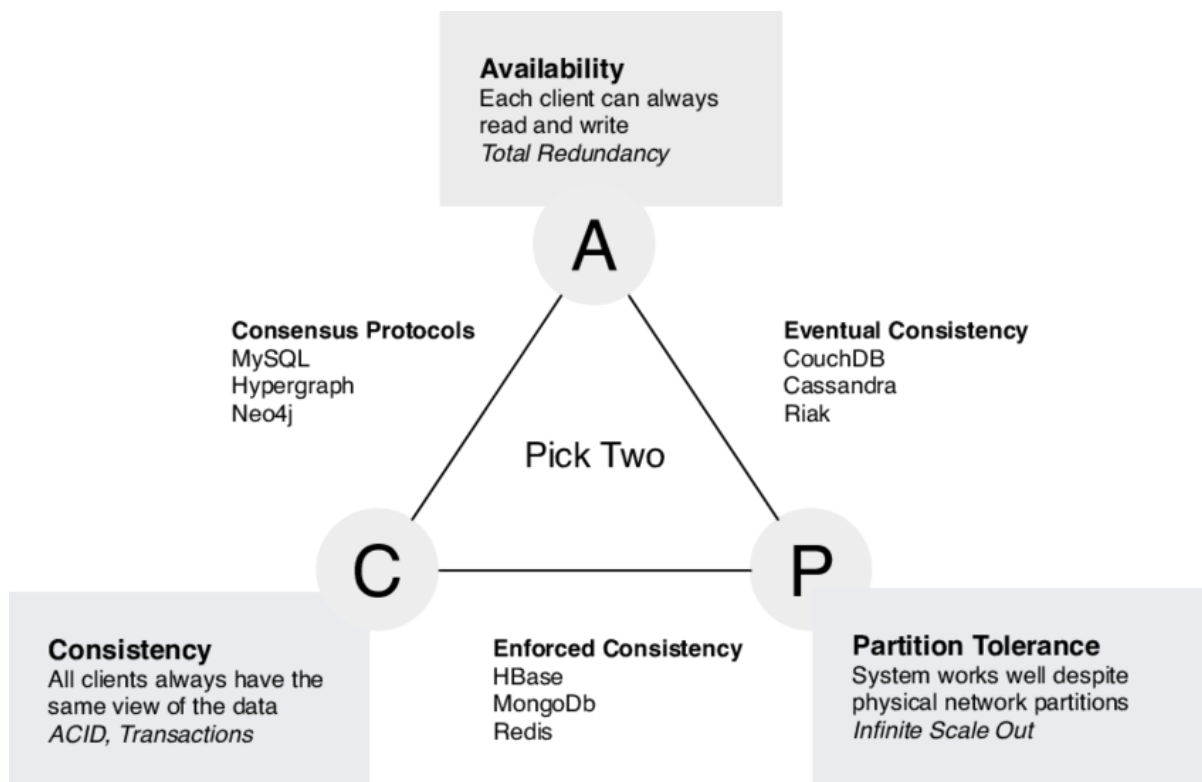 Availability
Each client can always
read and write
Total Redundancy
A
Consensus Protocols
MySQL
Hypergraph
Neo4j
Eventual Consistency
CouchDB
Cassandra
Riak
Pick Two
C
P
Consistency
All clients always have the
same view of the data
ACID, Transactions
Enforced Consistency
HBase
MongoDb
Redis
Partition Tolerance
System works well despite
physical network partitions
Infinite Scale Out